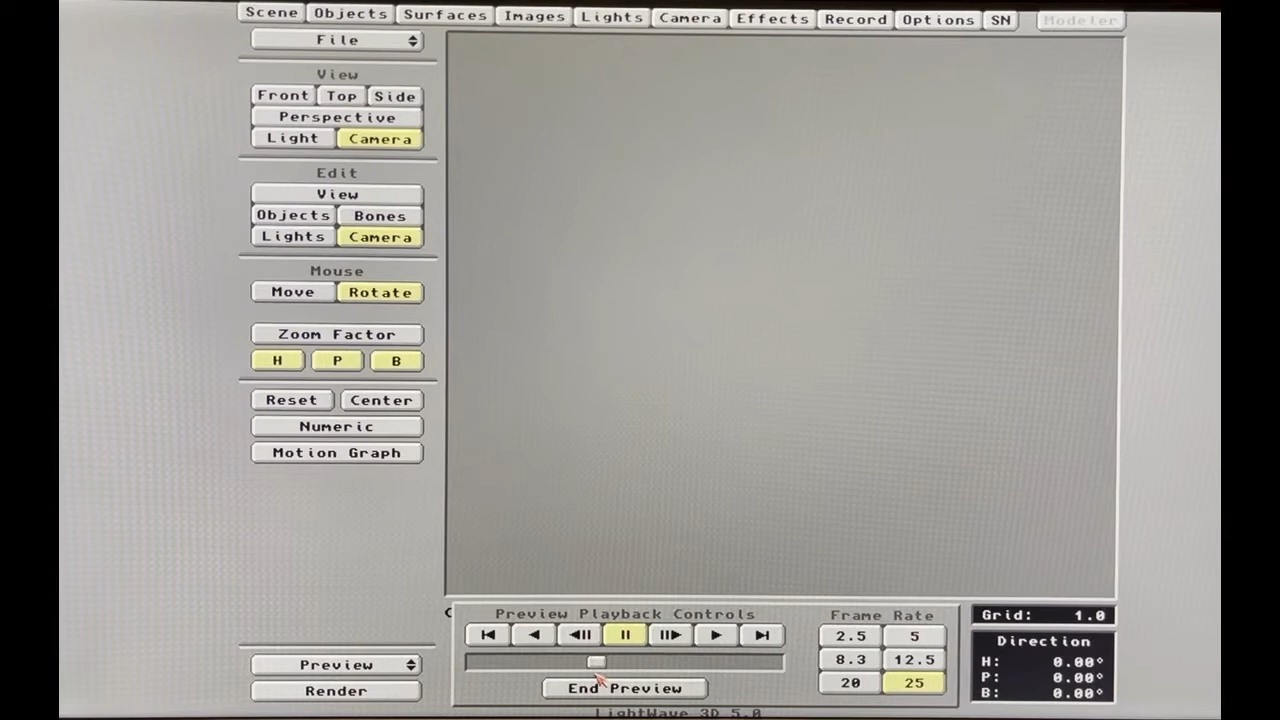 Scene Objects Surfaces Images Lights Camera Effects Record Options SN Modeler
File
View
Front Top Side
Perspective
Light Camera
Edit
View
Objects Bones
Lights Camera
Mouse
Move Rotate
Zoom Factor
H P B
Reset Center
Numeric
Motion Graph
Preview
Render
Preview Playback Controls
End Preview
Frame Rate
2.5 5
8.3 12.5
20 25
Grid: 1.0
Direction
H: 0.00°
P: 0.00°
B: 0.00°
LightWave 3D 5.0